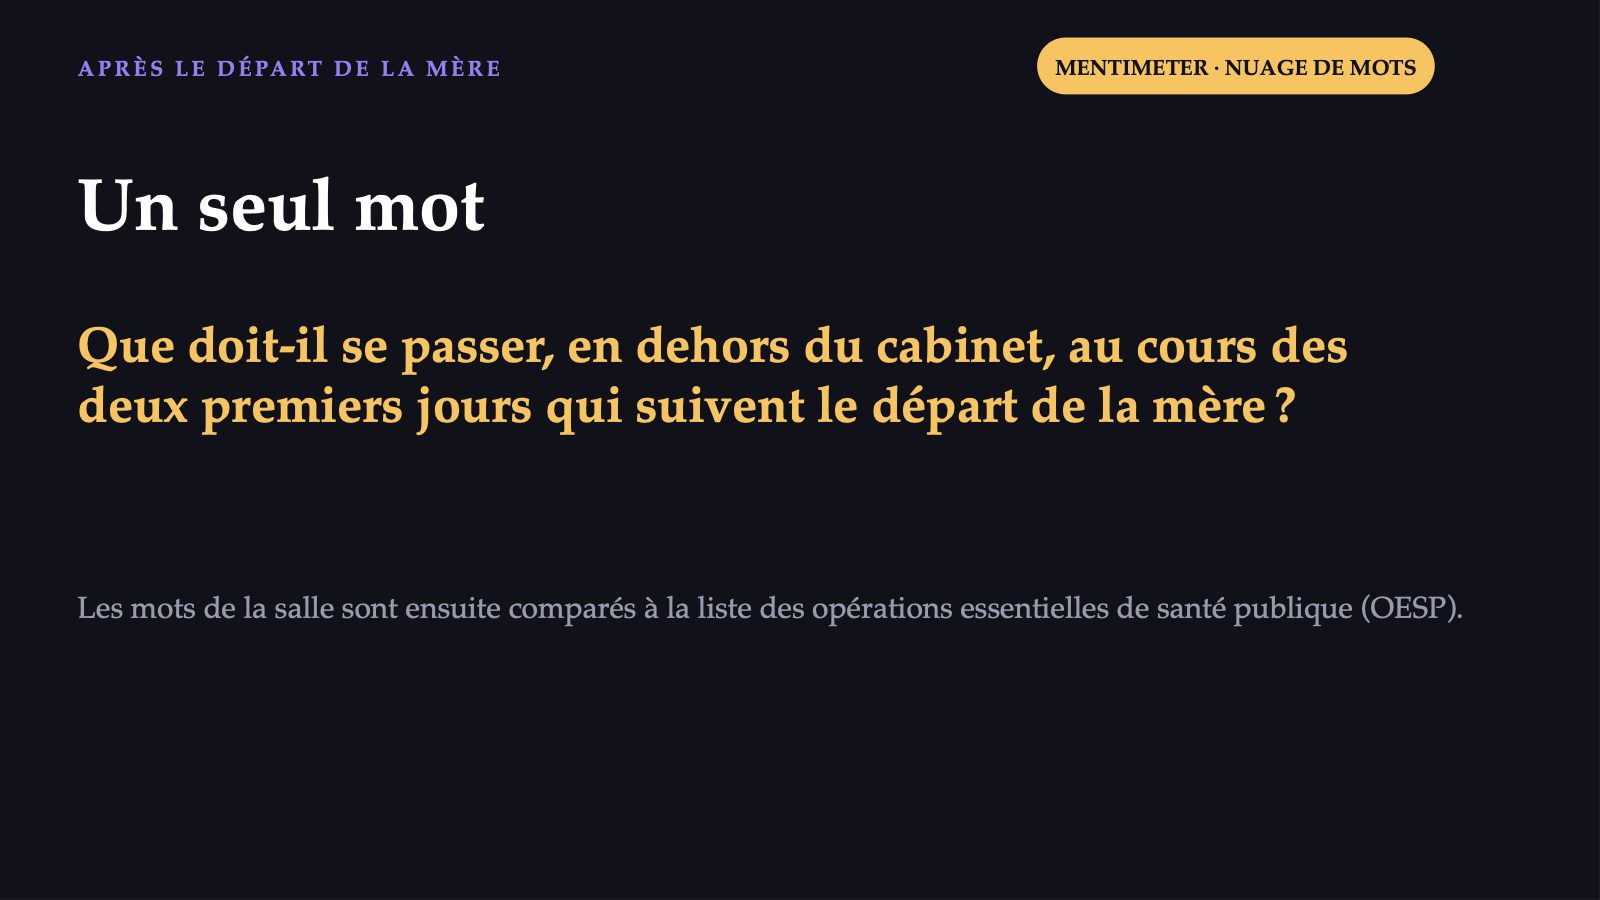 APRÈS LE DÉPART DE LA MÈRE
MENTIMETER · NUAGE DE MOTS
Un seul mot
Que doit-il se passer, en dehors du cabinet, au cours des
deux premiers jours qui suivent le départ de la mère ?
Les mots de la salle sont ensuite comparés à la liste des opérations essentielles de santé publique (OESP).